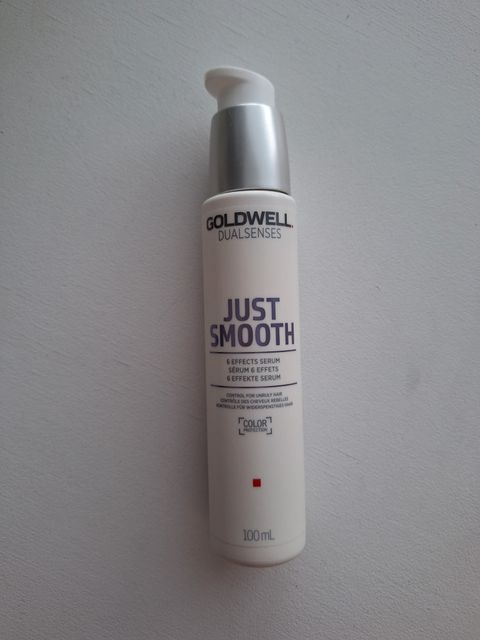 GOLDWELL.
DUALSENSES
JUST
SMOOTH
6 EFFECTS SERUM
SÉRUM 6 EFFETS
6 EFFEKTE SERUM
CONTROL FOR UNRULY HAIR
CONTRÔLE DES CHEVEUX REBELLES
KONTROLLE FÜR WIDERSPENSTIGES HAAR
COLOR
PROTECTION
100mL